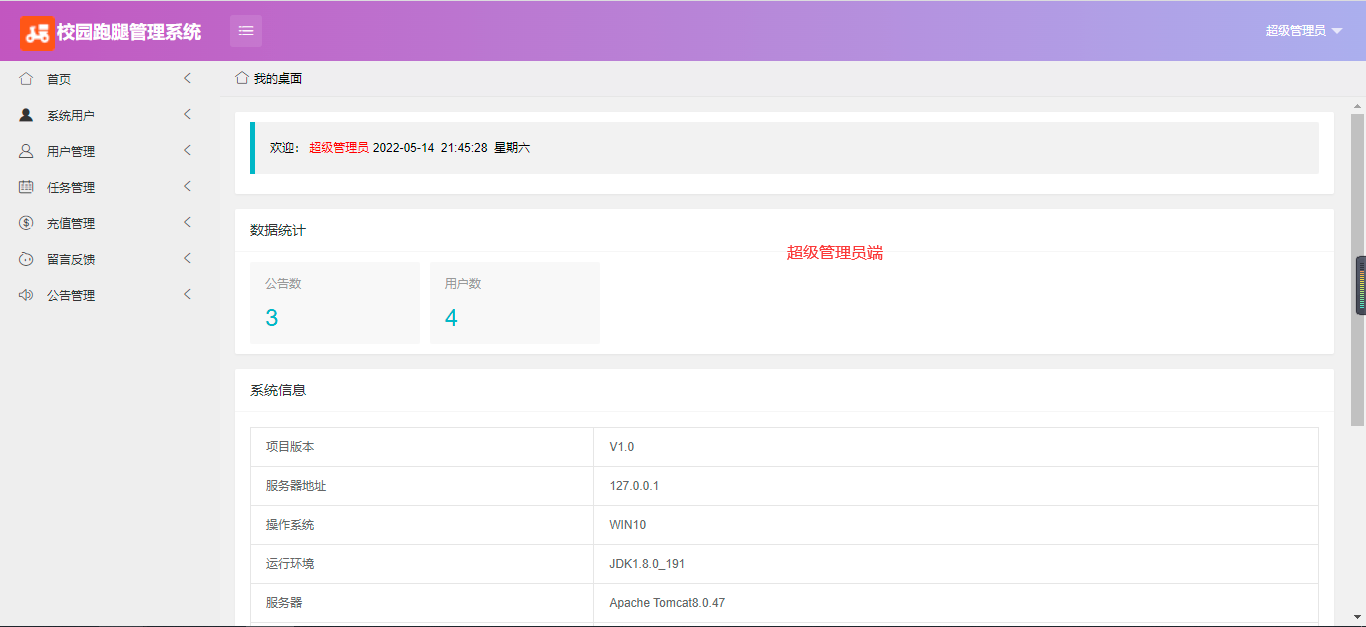 校园跑腿管理系统
超级管理员
首页
系统用户
用户管理
任务管理
充值管理
留言反馈
公告管理
我的桌面
欢迎： 超级管理员 2022-05-14 21:45:28 星期六
数据统计
超级管理员端
公告数 用户数
3 4
系统信息
项目版本 V1.0
服务器地址 127.0.0.1
操作系统 WIN10
运行环境 JDK1.8.0_191
服务器 Apache Tomcat8.0.47